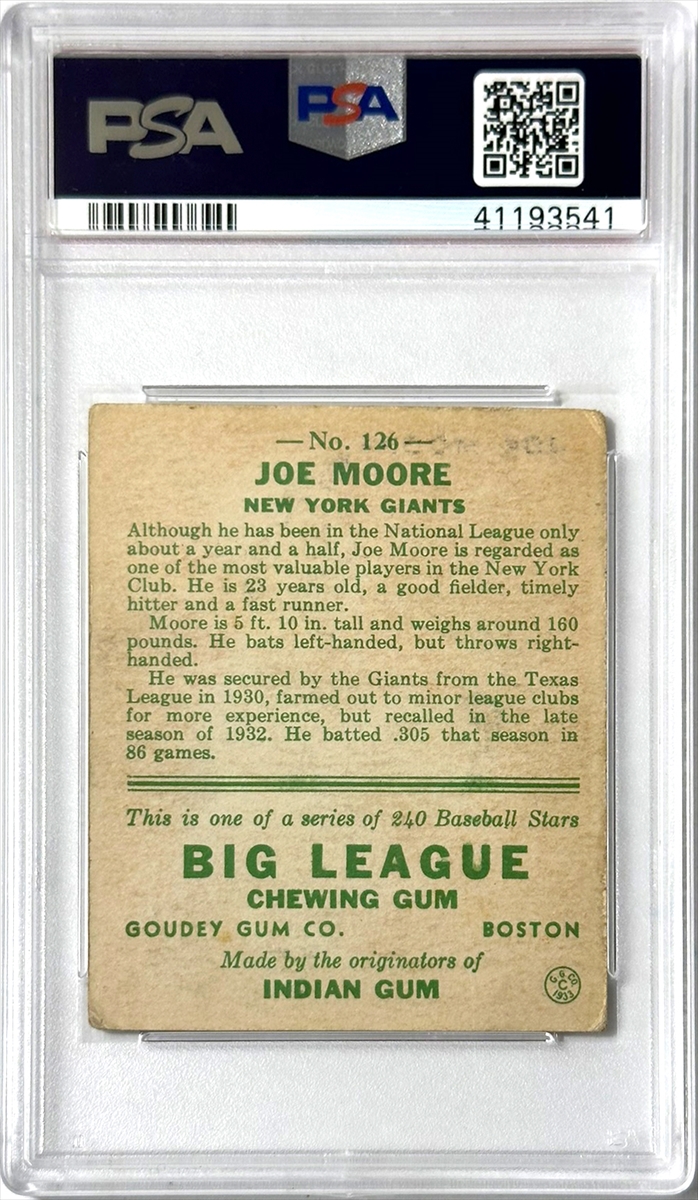 PSA
PSA
41193541
—No. 126—
JOE MOORE
NEW YORK GIANTS
Although he has been in the National League only
about a year and a half, Joe Moore is regarded as
one of the most valuable players in the New York
Club. He is 23 years old, a good fielder, timely
hitter and a fast runner.
Moore is 5 ft. 10 in. tall and weighs around 160
pounds. He bats left-handed, but throws right-
handed.
He was secured by the Giants from the Texas
League in 1930, farmed out to minor league clubs
for more experience, but recalled in the late
season of 1932. He batted .305 that season in
86 games.
This is one of a series of 240 Baseball Stars
BIG LEAGUE
CHEWING GUM
GOUDEY GUM CO. BOSTON
Made by the originators of
INDIAN GUM
G. G. CO.
C
1933